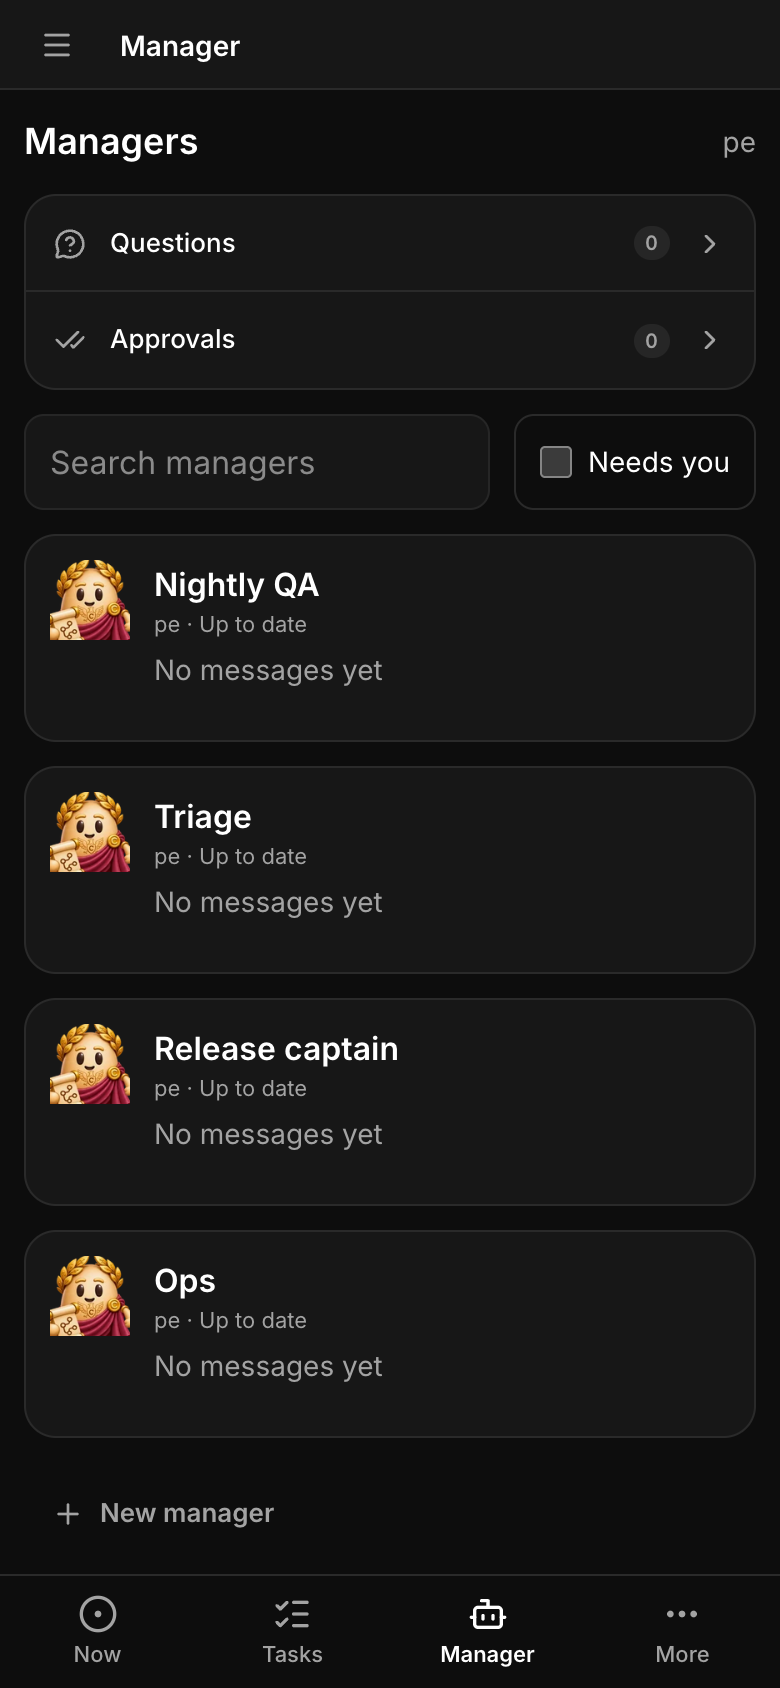 Manager
Managers
pe
Questions
0
Approvals
0
Search managers
Needs you
Nightly QA
pe · Up to date
No messages yet
Triage
pe · Up to date
No messages yet
Release captain
pe · Up to date
No messages yet
Ops
pe · Up to date
No messages yet
New manager
Now
Tasks
Manager
More